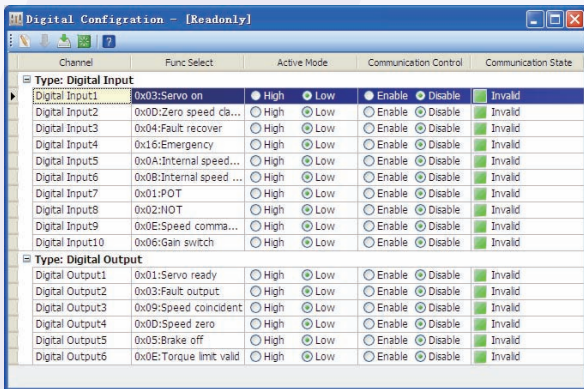 Digital Configration - [Readonly]
Channel Func Select Active Mode Communication Control Communication State
Type: Digital Input
Digital Input1 0x03:Servo on High Low Enable Disable Invalid
Digital Input2 0x0D:Zero speed cla... High Low Enable Disable Invalid
Digital Input3 0x04:Fault recover High Low Enable Disable Invalid
Digital Input4 0x16:Emergency High Low Enable Disable Invalid
Digital Input5 0x0A:Internal speed... High Low Enable Disable Invalid
Digital Input6 0x0B:Internal speed ... High Low Enable Disable Invalid
Digital Input7 0x01:POT High Low Enable Disable Invalid
Digital Input8 0x02:NOT High Low Enable Disable Invalid
Digital Input9 0x0E:Speed comma... High Low Enable Disable Invalid
Digital Input10 0x06:Gain switch High Low Enable Disable Invalid
Type: Digital Output
Digital Output1 0x01:Servo ready High Low Enable Disable Invalid
Digital Output2 0x03:Fault output High Low Enable Disable Invalid
Digital Output3 0x09:Speed coincident High Low Enable Disable Invalid
Digital Output4 0x0D:Speed zero High Low Enable Disable Invalid
Digital Output5 0x05:Brake off High Low Enable Disable Invalid
Digital Output6 0x0E:Torque limit valid High Low Enable Disable Invalid